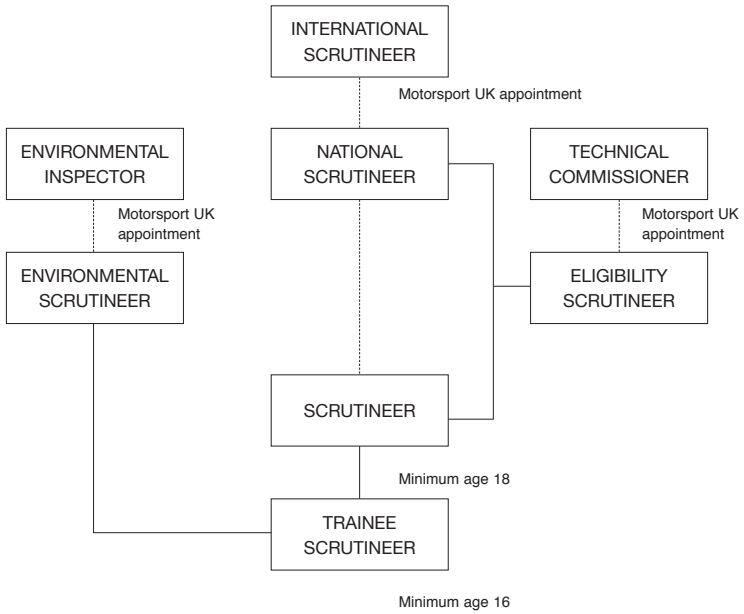 INTERNATIONAL
SCRUTINEER
Motorsport UK appointment
ENVIRONMENTAL
INSPECTOR
NATIONAL
SCRUTINEER
TECHNICAL
COMMISSIONER
Motorsport UK
appointment
Motorsport UK
appointment
ENVIRONMENTAL
SCRUTINEER
ELIGIBILITY
SCRUTINEER
SCRUTINEER
Minimum age 18
TRAINEE
SCRUTINEER
Minimum age 16